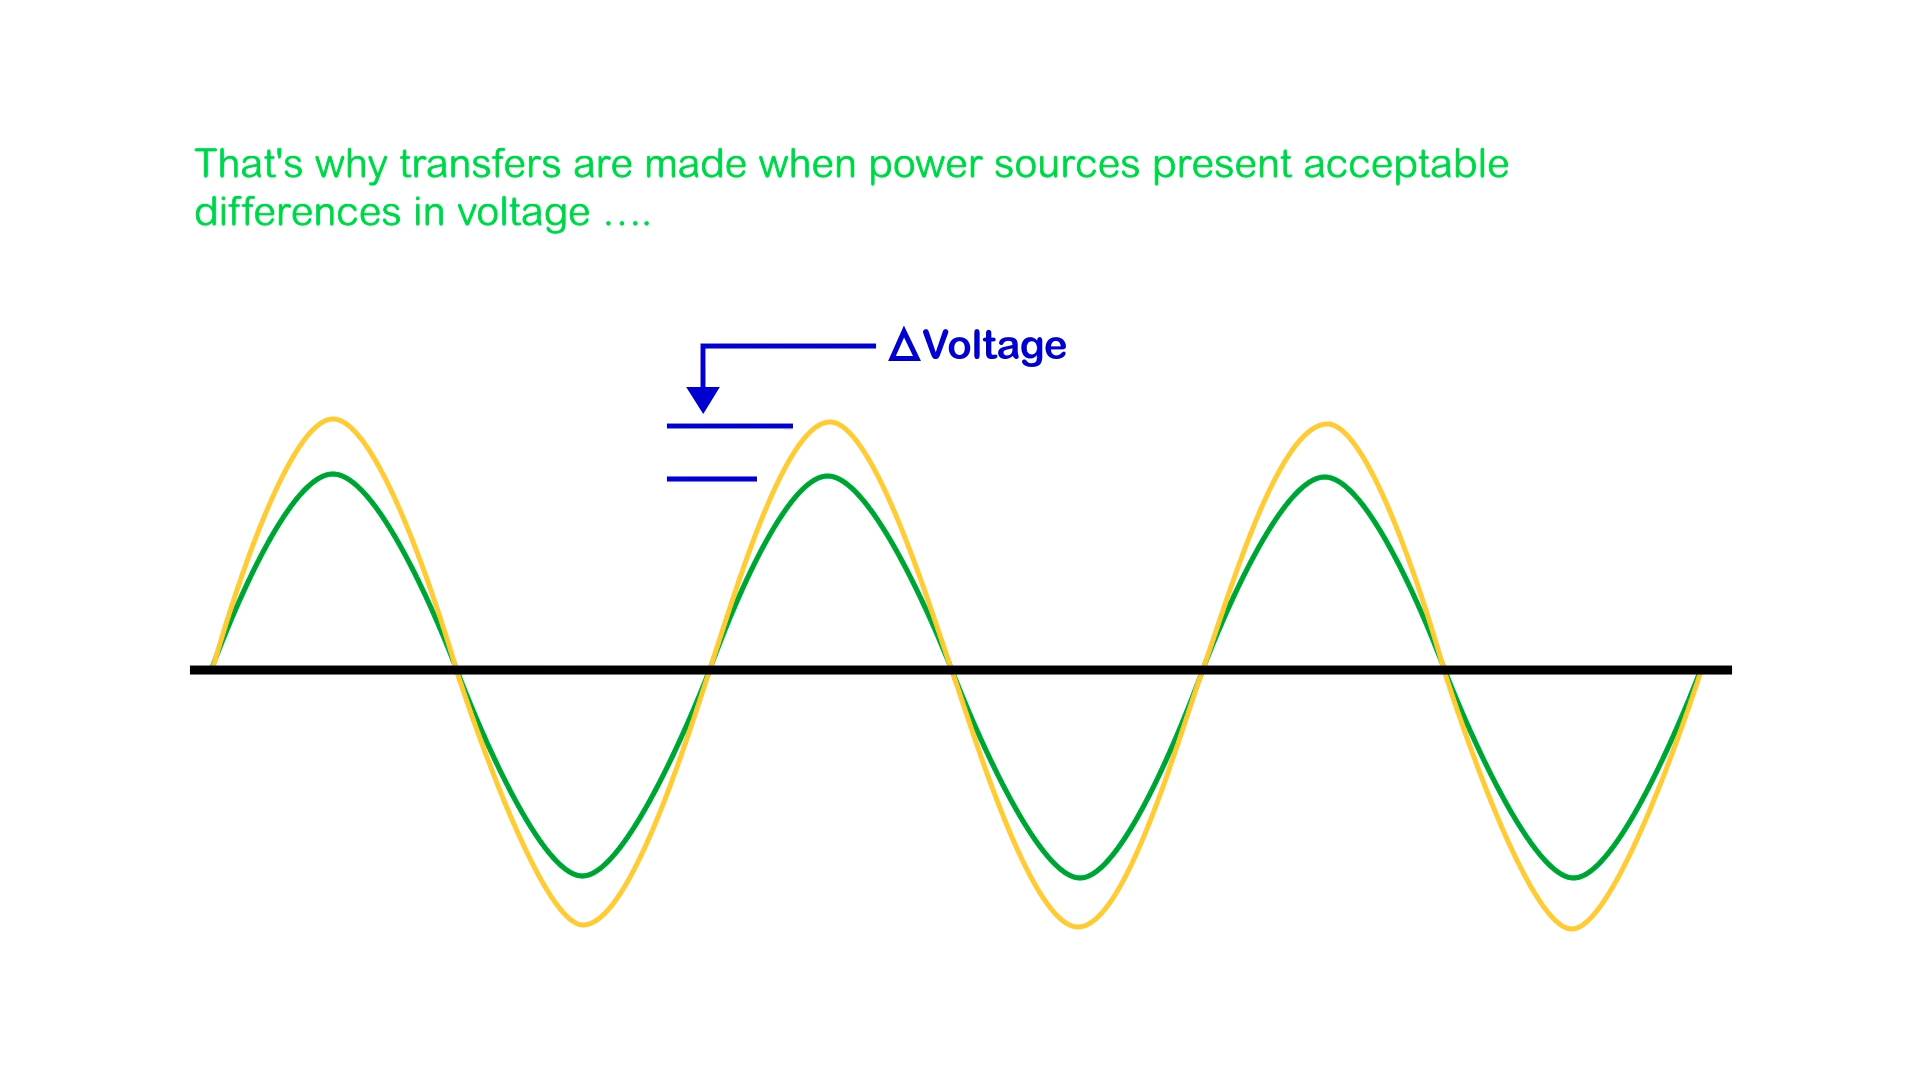 That's why transfers are made when power sources present acceptable
differences in voltage ….
ΔVoltage